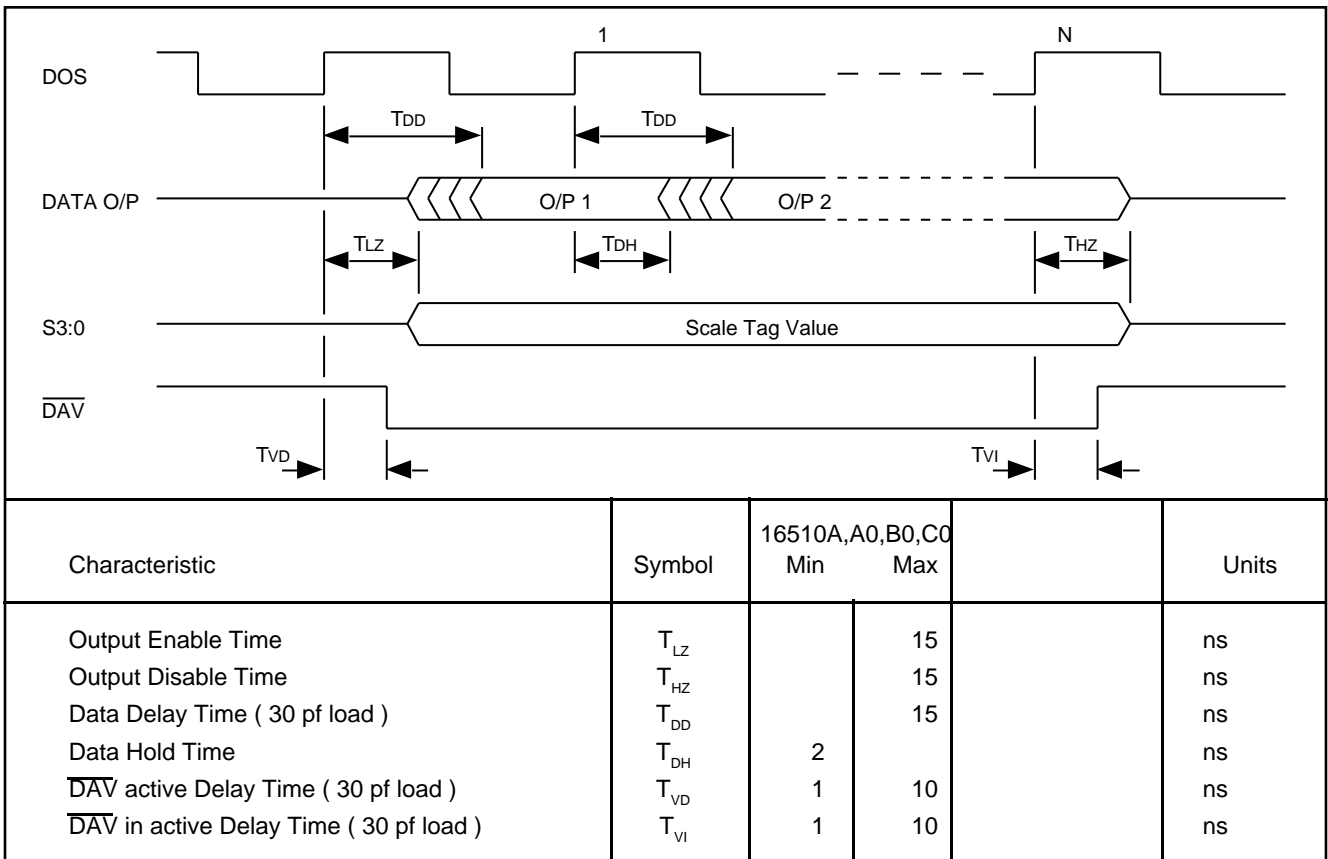 1 N
DOS
TDD TDD
DATA O/P O/P 1 O/P 2
TLZ TDH THZ
S3:0 Scale Tag Value
DAV
TVD TVI
16510A,A0,B0,C0
Characteristic Symbol Min Max Units
Output Enable Time TLZ 15 ns
Output Disable Time THZ 15 ns
Data Delay Time ( 30 pf load ) TDD 15 ns
Data Hold Time TDH 2 ns
DAV active Delay Time ( 30 pf load ) TVD 1 10 ns
DAV in active Delay Time ( 30 pf load ) TVI 1 10 ns